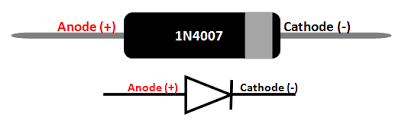 Anode (+) 1N4007 Cathode (-)
Anode (+) Cathode (-)